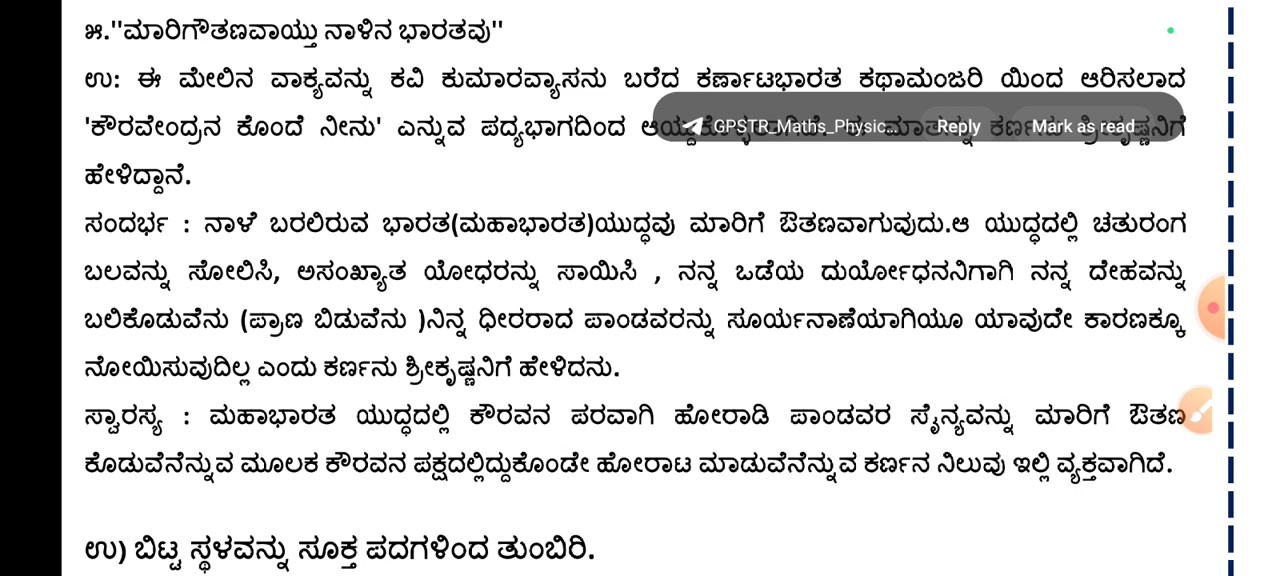 ೫."ಮಾರಿಗೌತಣವಾಯ್ತು ನಾಳಿನ ಭಾರತವು"
ಉ: ಈ ಮೇಲಿನ ವಾಕ್ಯವನ್ನು ಕವಿ ಕುಮಾರವ್ಯಾಸನು ಬರೆದ ಕರ್ಣಾಟಭಾರತ ಕಥಾಮಂಜರಿ ಯಿಂದ ಆರಿಸಲಾದ
'ಕೌರವೇಂದ್ರನ ಕೊಂದೆ ನೀನು' ಎನ್ನುವ ಪದ್ಯಭಾಗದಿಂದ ಕರ್ಣನು ಶ್ರೀಕೃಷ್ಣನಿಗೆ
GPSTR_Maths_Physic... Reply Mark as read
ಹೇಳಿದ್ದಾನೆ.
ಸಂದರ್ಭ : ನಾಳೆ ಬರಲಿರುವ ಭಾರತ(ಮಹಾಭಾರತ)ಯುದ್ಧವು ಮಾರಿಗೆ ಔತಣವಾಗುವುದು.ಆ ಯುದ್ಧದಲ್ಲಿ ಚತುರಂಗ
ಬಲವನ್ನು ಸೋಲಿಸಿ, ಅಸಂಖ್ಯಾತ ಯೋಧರನ್ನು ಸಾಯಿಸಿ , ನನ್ನ ಒಡೆಯ ದುರ್ಯೋಧನನಿಗಾಗಿ ನನ್ನ ದೇಹವನ್ನು
ಬಲಿಕೊಡುವೆನು (ಪ್ರಾಣ ಬಿಡುವೆನು )ನಿನ್ನ ಧೀರರಾದ ಪಾಂಡವರನ್ನು ಸೂರ್ಯನಾಣೆಯಾಗಿಯೂ ಯಾವುದೇ ಕಾರಣಕ್ಕೂ
ನೋಯಿಸುವುದಿಲ್ಲ ಎಂದು ಕರ್ಣನು ಶ್ರೀಕೃಷ್ಣನಿಗೆ ಹೇಳಿದನು.
ಸ್ವಾರಸ್ಯ : ಮಹಾಭಾರತ ಯುದ್ಧದಲ್ಲಿ ಕೌರವನ ಪರವಾಗಿ ಹೋರಾಡಿ ಪಾಂಡವರ ಸೈನ್ಯವನ್ನು ಮಾರಿಗೆ ಔತಣ
ಕೊಡುವೆನೆನ್ನುವ ಮೂಲಕ ಕೌರವನ ಪಕ್ಷದಲ್ಲಿದ್ದುಕೊಂಡೇ ಹೋರಾಟ ಮಾಡುವೆನೆನ್ನುವ ಕರ್ಣನ ನಿಲುವು ಇಲ್ಲಿ ವ್ಯಕ್ತವಾಗಿದೆ.
ಉ) ಬಿಟ್ಟ ಸ್ಥಳವನ್ನು ಸೂಕ್ತ ಪದಗಳಿಂದ ತುಂಬಿರಿ.